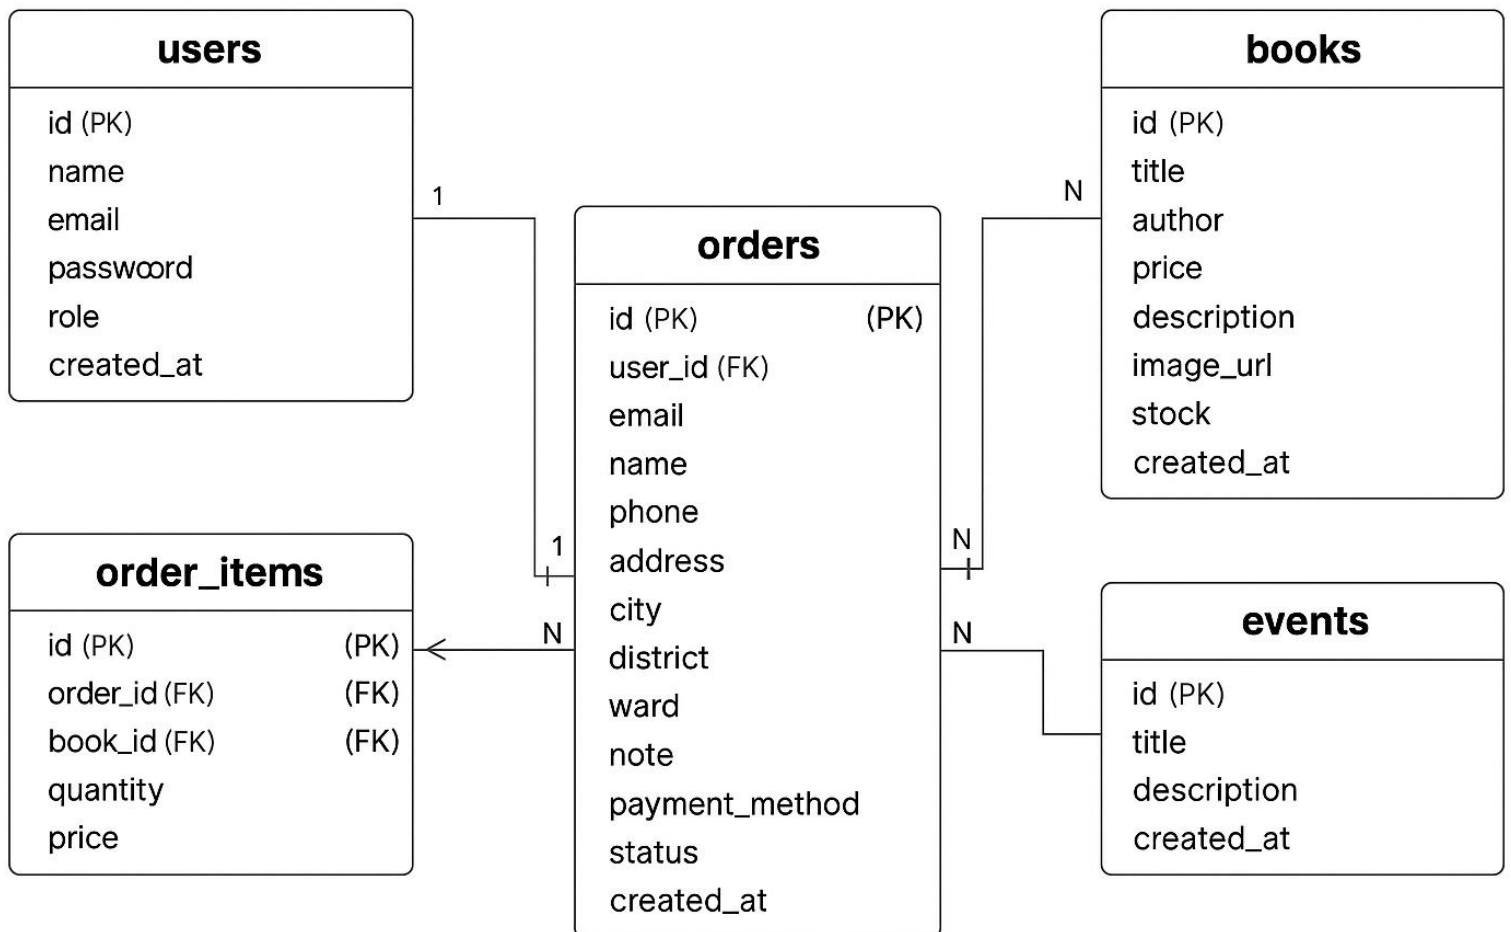 users
id (PK)
name
email
passwoord
role
created_at
1
1
order_items
id (PK) (PK)
order_id (FK) (FK)
book_id (FK) (FK)
quantity
price
N
orders
id (PK) (PK)
user_id (FK)
email
name
phone
address
city
district
ward
note
payment_method
status
created_at
N
N
N
books
id (PK)
title
author
price
description
image_url
stock
created_at
events
id (PK)
title
description
created_at